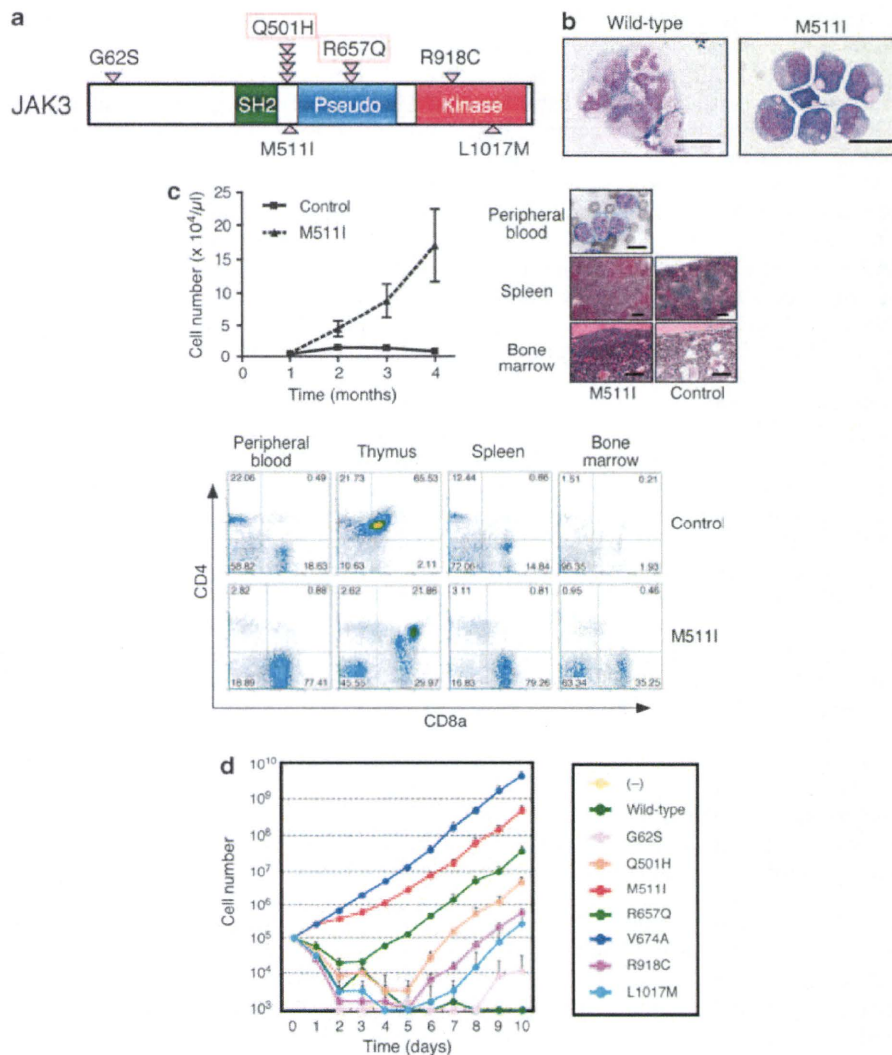 a
Q501H
G62S
R657Q
R918C
JAK3
SH2
Pseudo
Kinase
M511I
L1017M
b
Wild-type
M511I
c
Cell number (x 10⁴/µl)
25
20
15
10
5
0
0 1 2 3 4
Time (months)
Control
M511I
Peripheral blood
Spleen
Bone marrow
M511I Control
Peripheral blood
Thymus
Spleen
Bone marrow
22.06 0.49
58.82 18.63
21.73 65.53
10.63 2.11
12.44 0.66
72.06 14.84
1.51 0.21
96.35 1.93
Control
2.82 0.88
18.89 77.41
2.62 21.86
45.55 29.97
3.11 0.81
16.83 79.26
0.95 0.46
63.34 35.25
M511I
CD4
CD8a
d
Cell number
10¹⁰
10⁹
10⁸
10⁷
10⁶
10⁵
10⁴
10³
0 1 2 3 4 5 6 7 8 9 10
Time (days)
(–)
Wild-type
G62S
Q501H
M511I
R657Q
V674A
R918C
L1017M